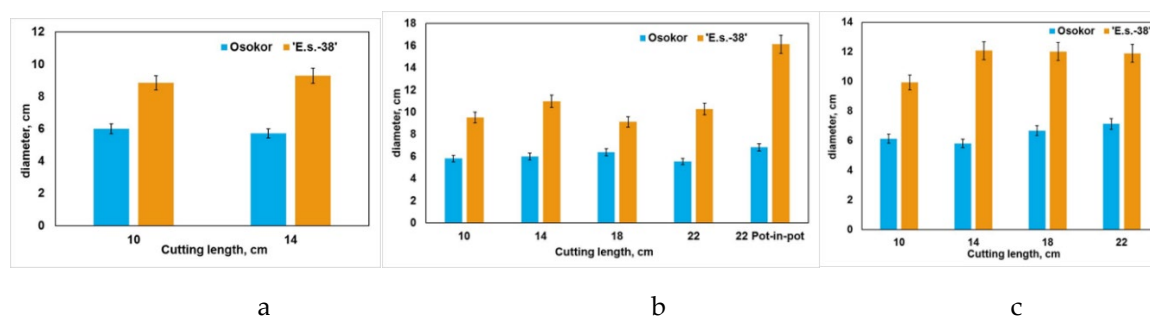 12
10
8
6
4
2
0
diameter, cm
Osokor 'E.s.-38'
10 14
Cutting length, cm
a
18
16
14
12
10
8
6
4
2
0
diameter, cm
Osokor 'E.s.-38'
10 14 18 22 22 Pot-in-pot
Cutting length, cm
b
14
12
10
8
6
4
2
0
diameter, cm
Osokor 'E.s.-38'
10 14 18 22
Cutting length, cm
c